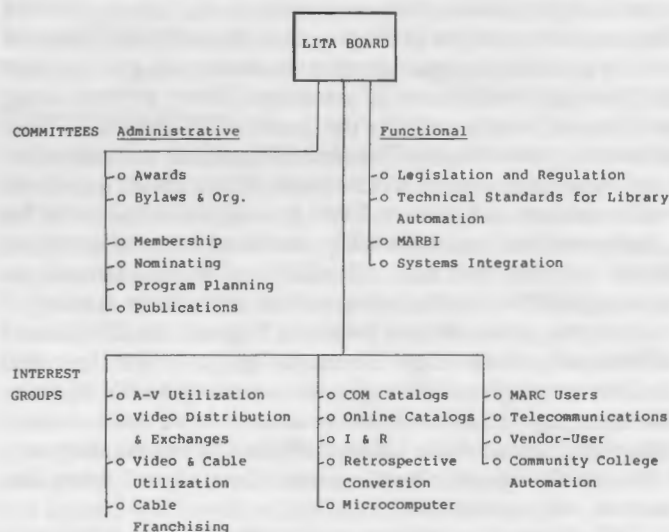 LITA BOARD
COMMITTEES Administrative Functional
o Awards
o Bylaws & Org.
o Membership
o Nominating
o Program Planning
o Publications
o Legislation and Regulation
o Technical Standards for Library
Automation
o MARBI
o Systems Integration
INTEREST
GROUPS
o A-V Utilization
o Video Distribution
& Exchanges
o Video & Cable
Utilization
o Cable
Franchising
o COM Catalogs
o Online Catalogs
o I & R
o Retrospective
Conversion
o Microcomputer
o MARC Users
o Telecommunications
o Vendor-User
o Community College
Automation